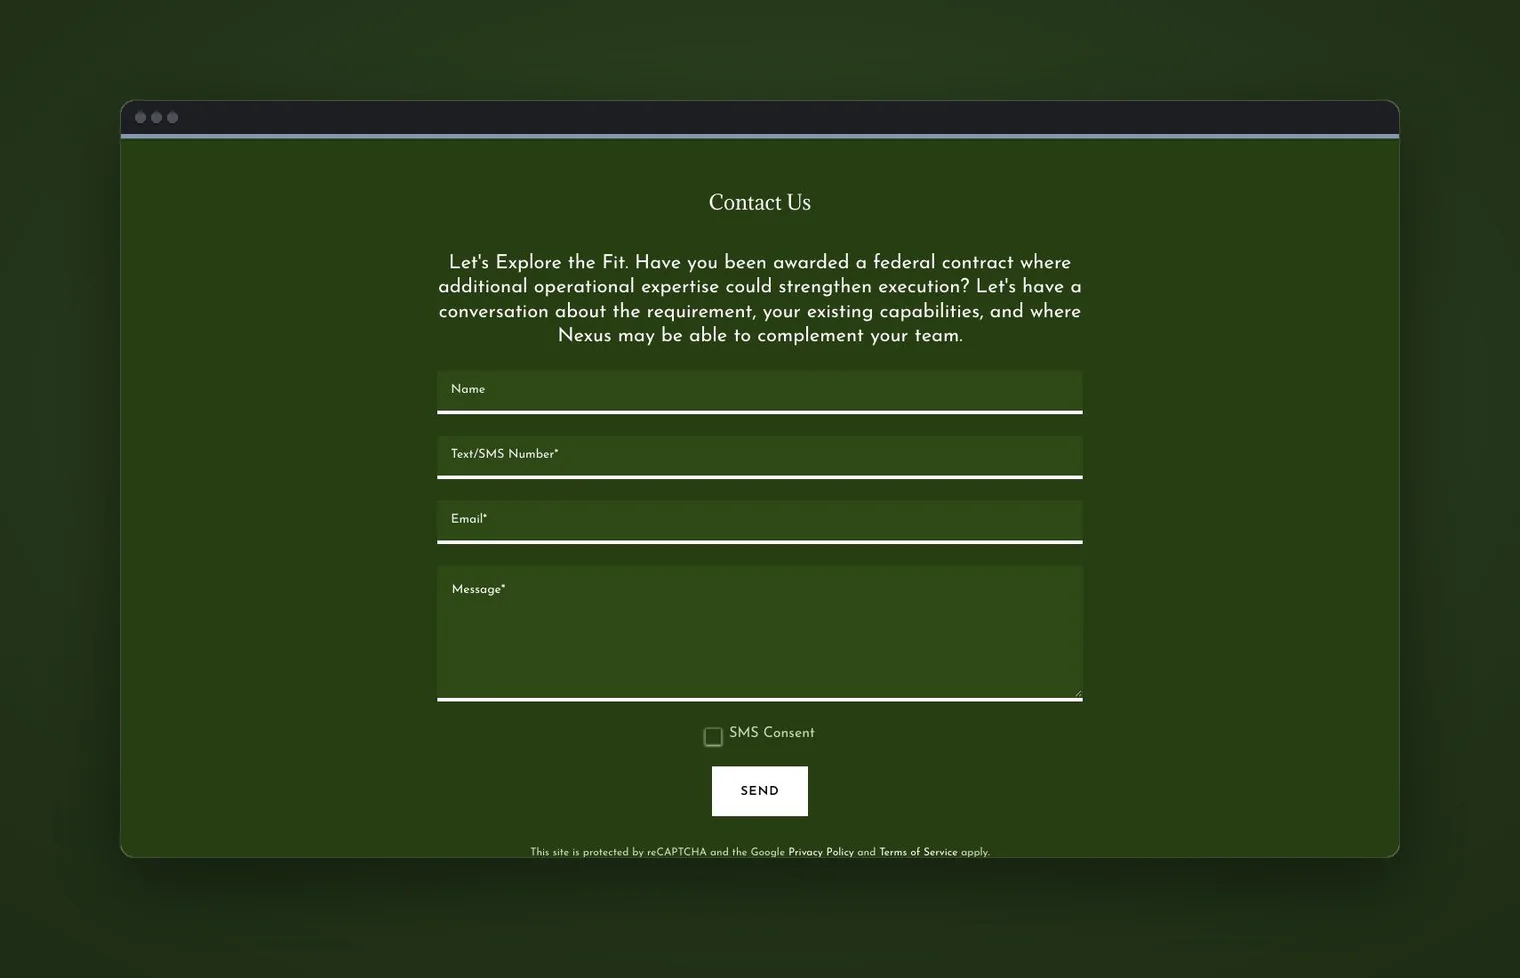 Contact Us
Let's Explore the Fit. Have you been awarded a federal contract where
additional operational expertise could strengthen execution? Let's have a
conversation about the requirement, your existing capabilities, and where
Nexus may be able to complement your team.
Name
Text/SMS Number*
Email*
Message*
SMS Consent
SEND
This site is protected by reCAPTCHA and the Google Privacy Policy and Terms of Service apply.